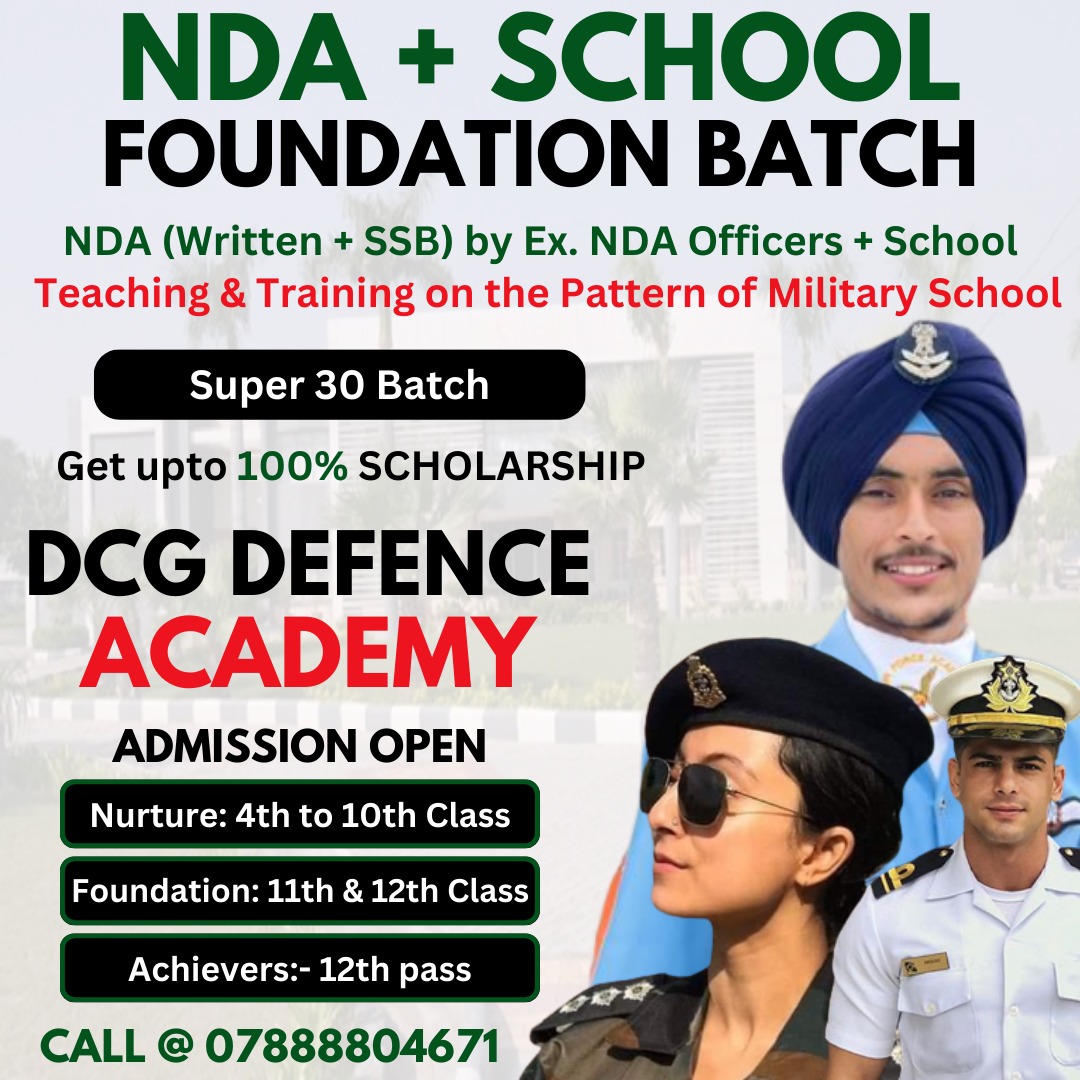 NDA + SCHOOL
FOUNDATION BATCH
NDA (Written + SSB) by Ex. NDA Officers + School
Teaching & Training on the Pattern of Military School
Super 30 Batch
Get upto 100% SCHOLARSHIP
DCG DEFENCE
ACADEMY
ADMISSION OPEN
Nurture: 4th to 10th Class
Foundation: 11th & 12th Class
Achievers:- 12th pass
CALL @ 07888804671